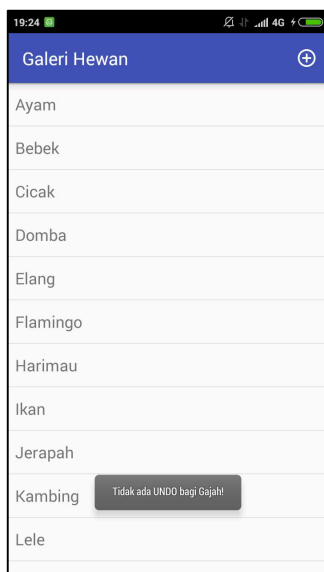 19:24 4G
Galeri Hewan
Ayam
Bebek
Cicak
Domba
Elang
Flamingo
Harimau
Ikan
Jerapah
Kambing
Tidak ada UNDO bagi Gajah!
Lele